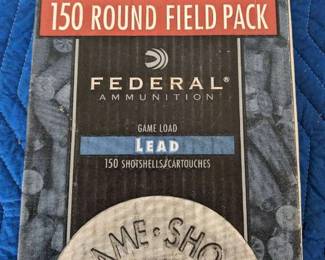 150 ROUND FIELD PACK
FEDERAL®
AMMUNITION
GAME LOAD
LEAD
150 SHOTSHELLS/CARTOUCHES
GAME • SHO